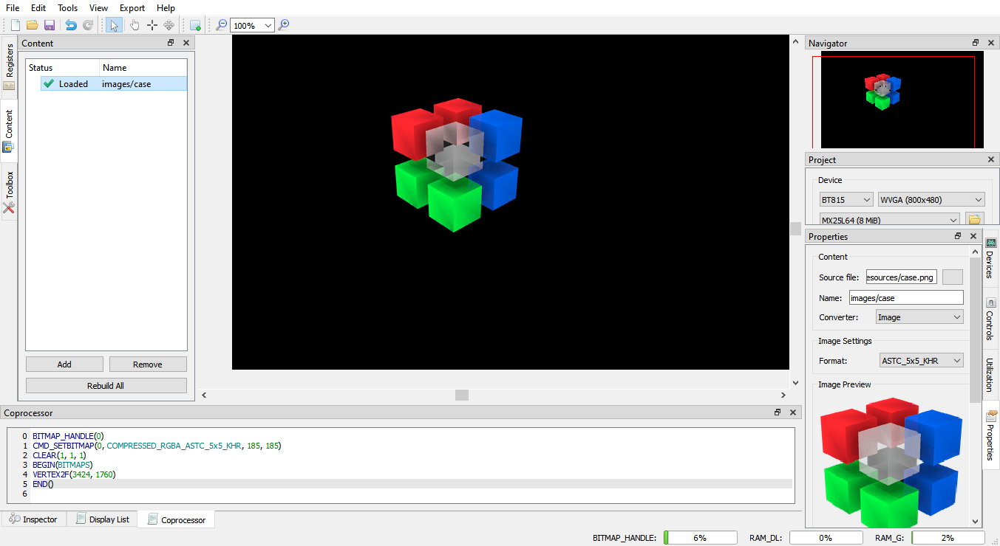 File Edit Tools View Export Help
100%
Registers
Content
Toolbox
Content
Status Name
Loaded images/case
Add Remove
Rebuild All
Navigator
Project
Device
BT815 WVGA (800x480)
MX25L64 (8 MiB)
Properties
Content
Source file: esources/case.png
Name: images/case
Converter: Image
Image Settings
Format: ASTC_5x5_KHR
Image Preview
Devices
Controls
Utilization
Properties
Coprocessor
0 BITMAP_HANDLE(0)
1 CMD_SETBITMAP(0, COMPRESSED_RGBA_ASTC_5x5_KHR, 185, 185)
2 CLEAR(1, 1, 1)
3 BEGIN(BITMAPS)
4 VERTEX2F(3424, 1760)
5 END()
6
Inspector Display List Coprocessor
BITMAP_HANDLE: 6% RAM_DL: 0% RAM_G: 2%